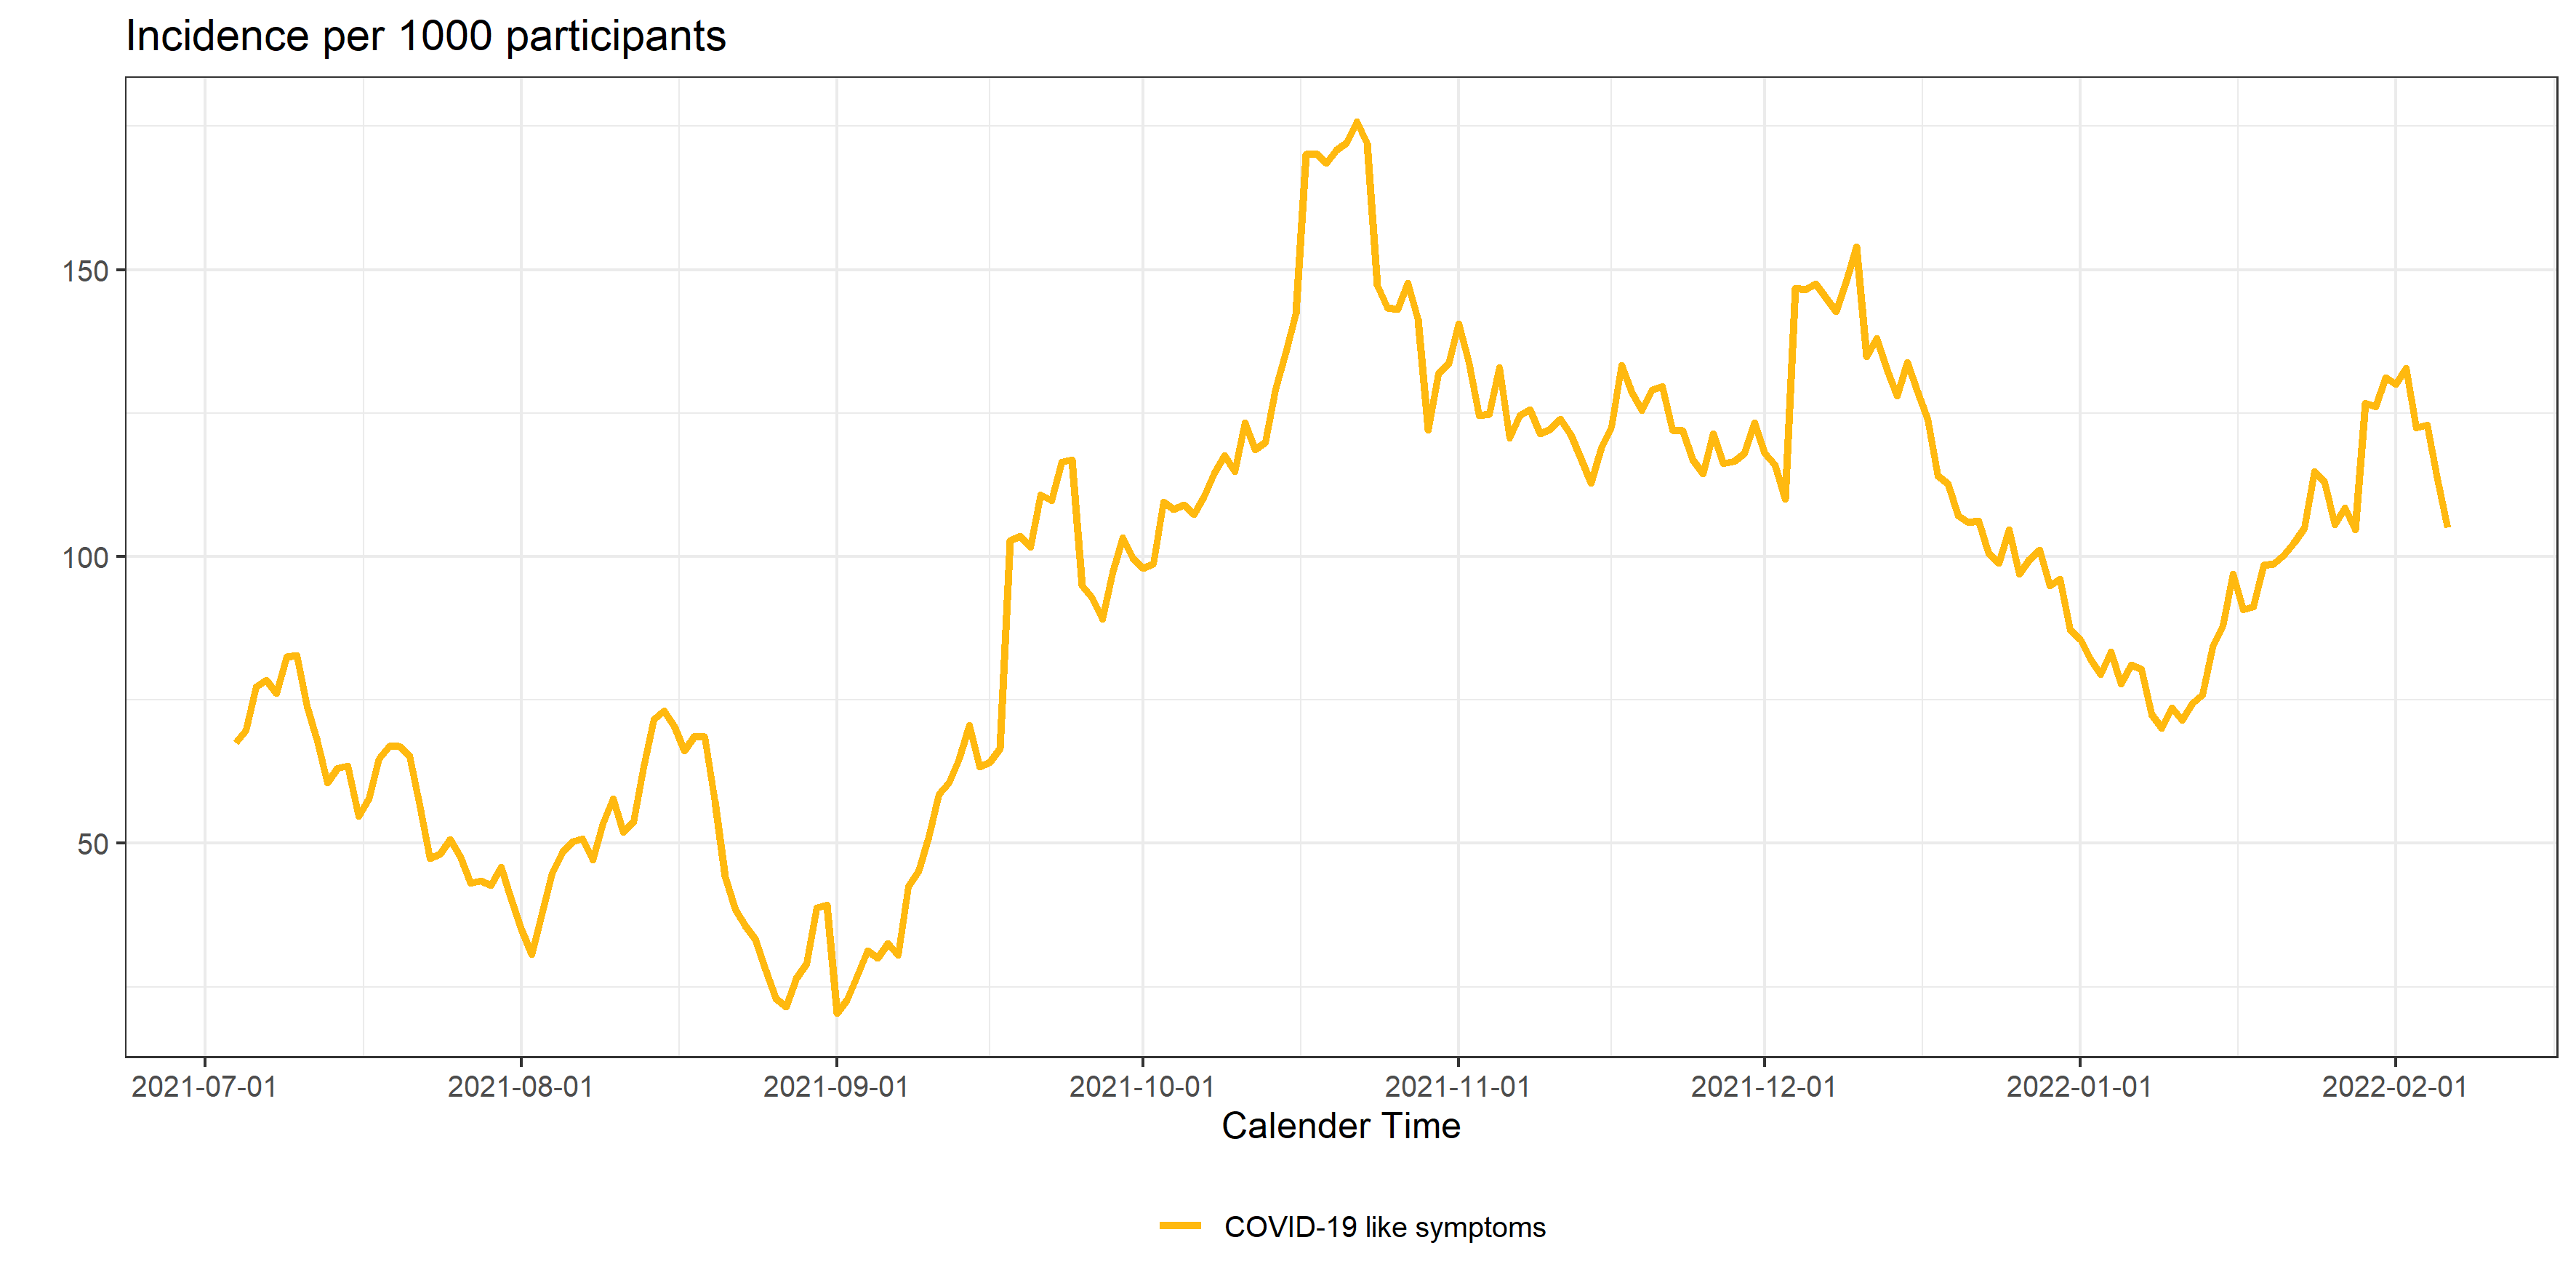 Incidence per 1000 participants
150
100
50
2021-07-01 2021-08-01 2021-09-01 2021-10-01 2021-11-01 2021-12-01 2022-01-01 2022-02-01
Calender Time
COVID-19 like symptoms